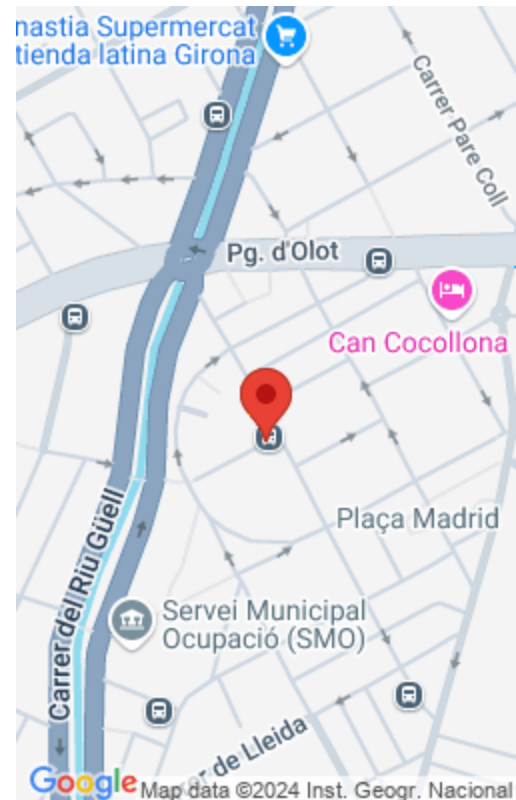 nastia Supermercat
tienda latina Girona
Carrer Pare Coll
Pg. d'Olot
Can Cocollona
Plaça Madrid
Carrer del Riu Güell
Servei Municipal
Ocupació (SMO)
de Lleida
Google
Map data ©2024 Inst. Geogr. Nacional